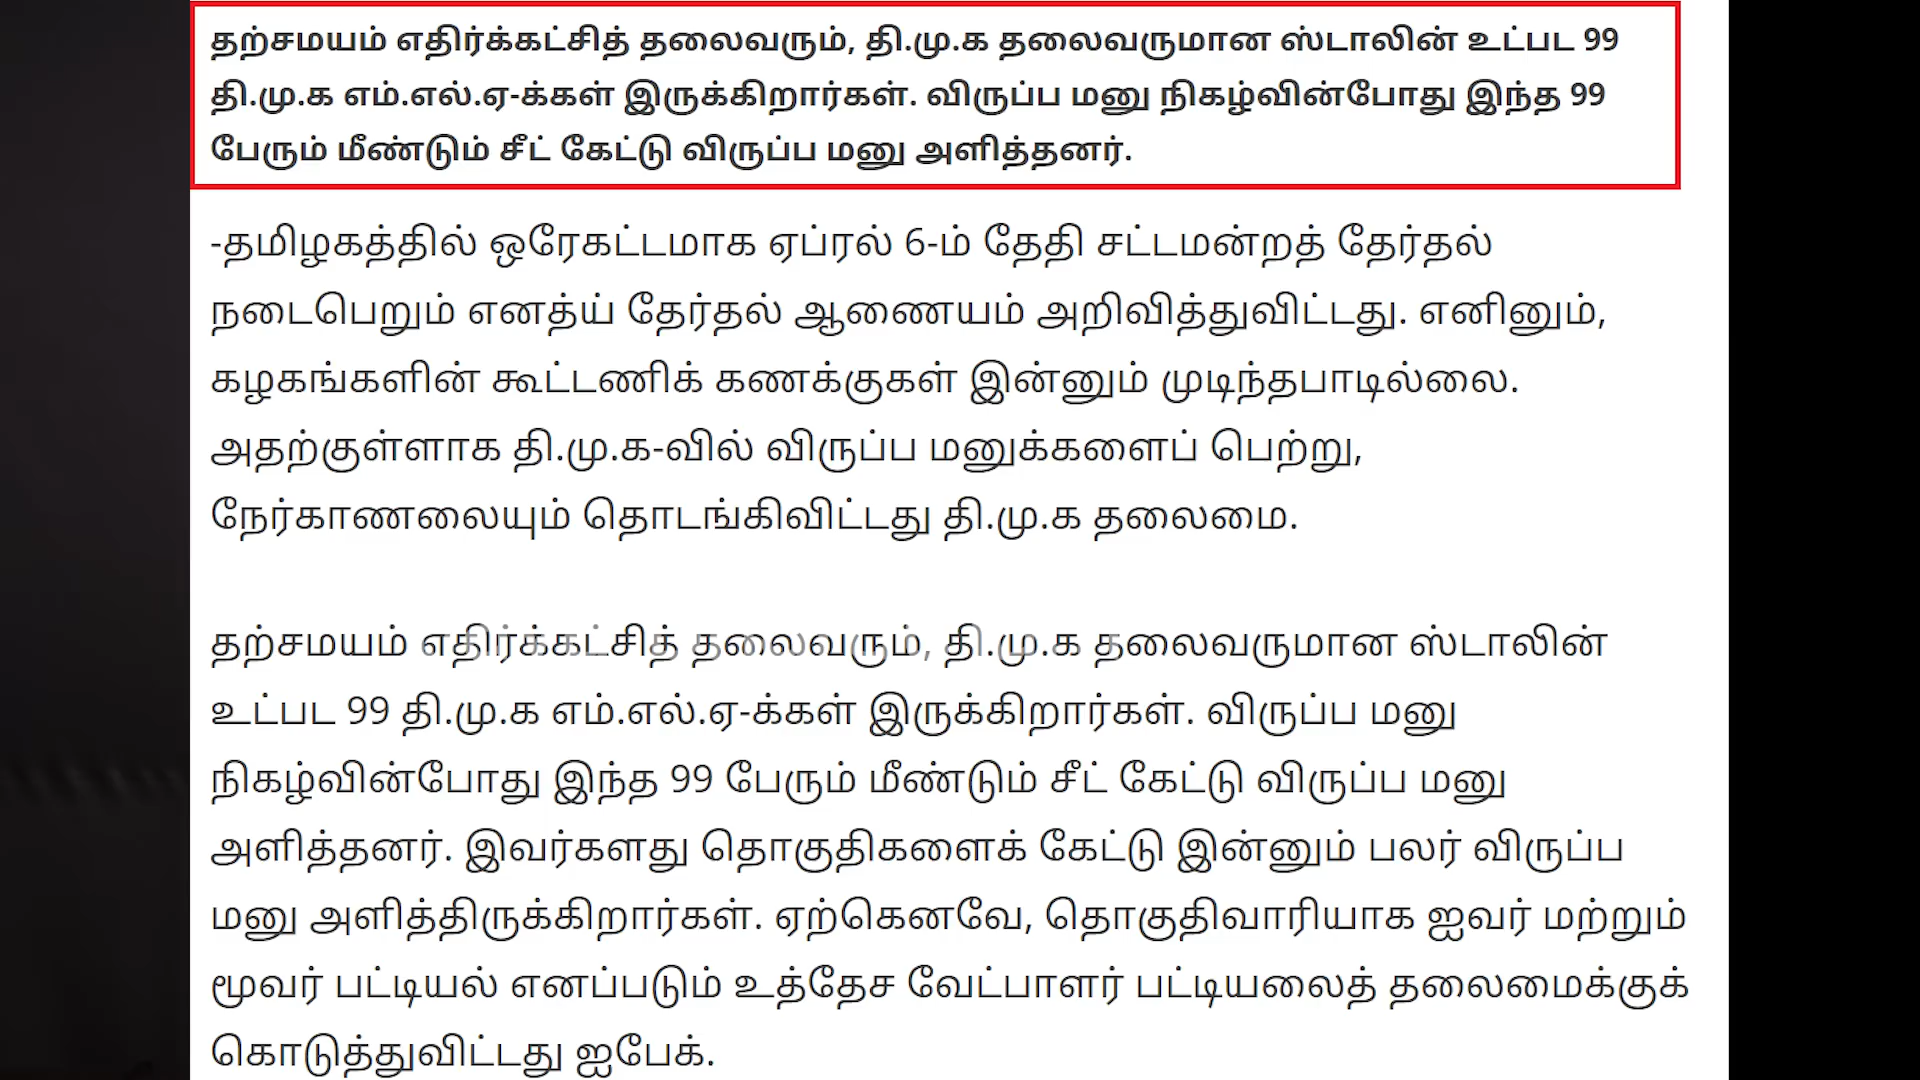 தற்சமயம் எதிர்க்கட்சித் தலைவரும், தி.மு.க தலைவருமான ஸ்டாலின் உட்பட 99
தி.மு.க எம்.எல்.ஏ-க்கள் இருக்கிறார்கள். விருப்ப மனு நிகழ்வின்போது இந்த 99
பேரும் மீண்டும் சீட் கேட்டு விருப்ப மனு அளித்தனர்.
-தமிழகத்தில் ஒரேகட்டமாக ஏப்ரல் 6-ம் தேதி சட்டமன்றத் தேர்தல்
நடைபெறும் எனத்ய் தேர்தல் ஆணையம் அறிவித்துவிட்டது. எனினும்,
கழகங்களின் கூட்டணிக் கணக்குகள் இன்னும் முடிந்தபாடில்லை.
அதற்குள்ளாக தி.மு.க-வில் விருப்ப மனுக்களைப் பெற்று,
நேர்காணலையும் தொடங்கிவிட்டது தி.மு.க தலைமை.
தற்சமயம் எதிர்க்கட்சித் தலைவரும், தி.மு.க தலைவருமான ஸ்டாலின்
உட்பட 99 தி.மு.க எம்.எல்.ஏ-க்கள் இருக்கிறார்கள். விருப்ப மனு
நிகழ்வின்போது இந்த 99 பேரும் மீண்டும் சீட் கேட்டு விருப்ப மனு
அளித்தனர். இவர்களது தொகுதிகளைக் கேட்டு இன்னும் பலர் விருப்ப
மனு அளித்திருக்கிறார்கள். ஏற்கெனவே, தொகுதிவாரியாக ஐவர் மற்றும்
மூவர் பட்டியல் எனப்படும் உத்தேச வேட்பாளர் பட்டியலைத் தலைமைக்குக்
கொடுத்துவிட்டது ஐபேக்.